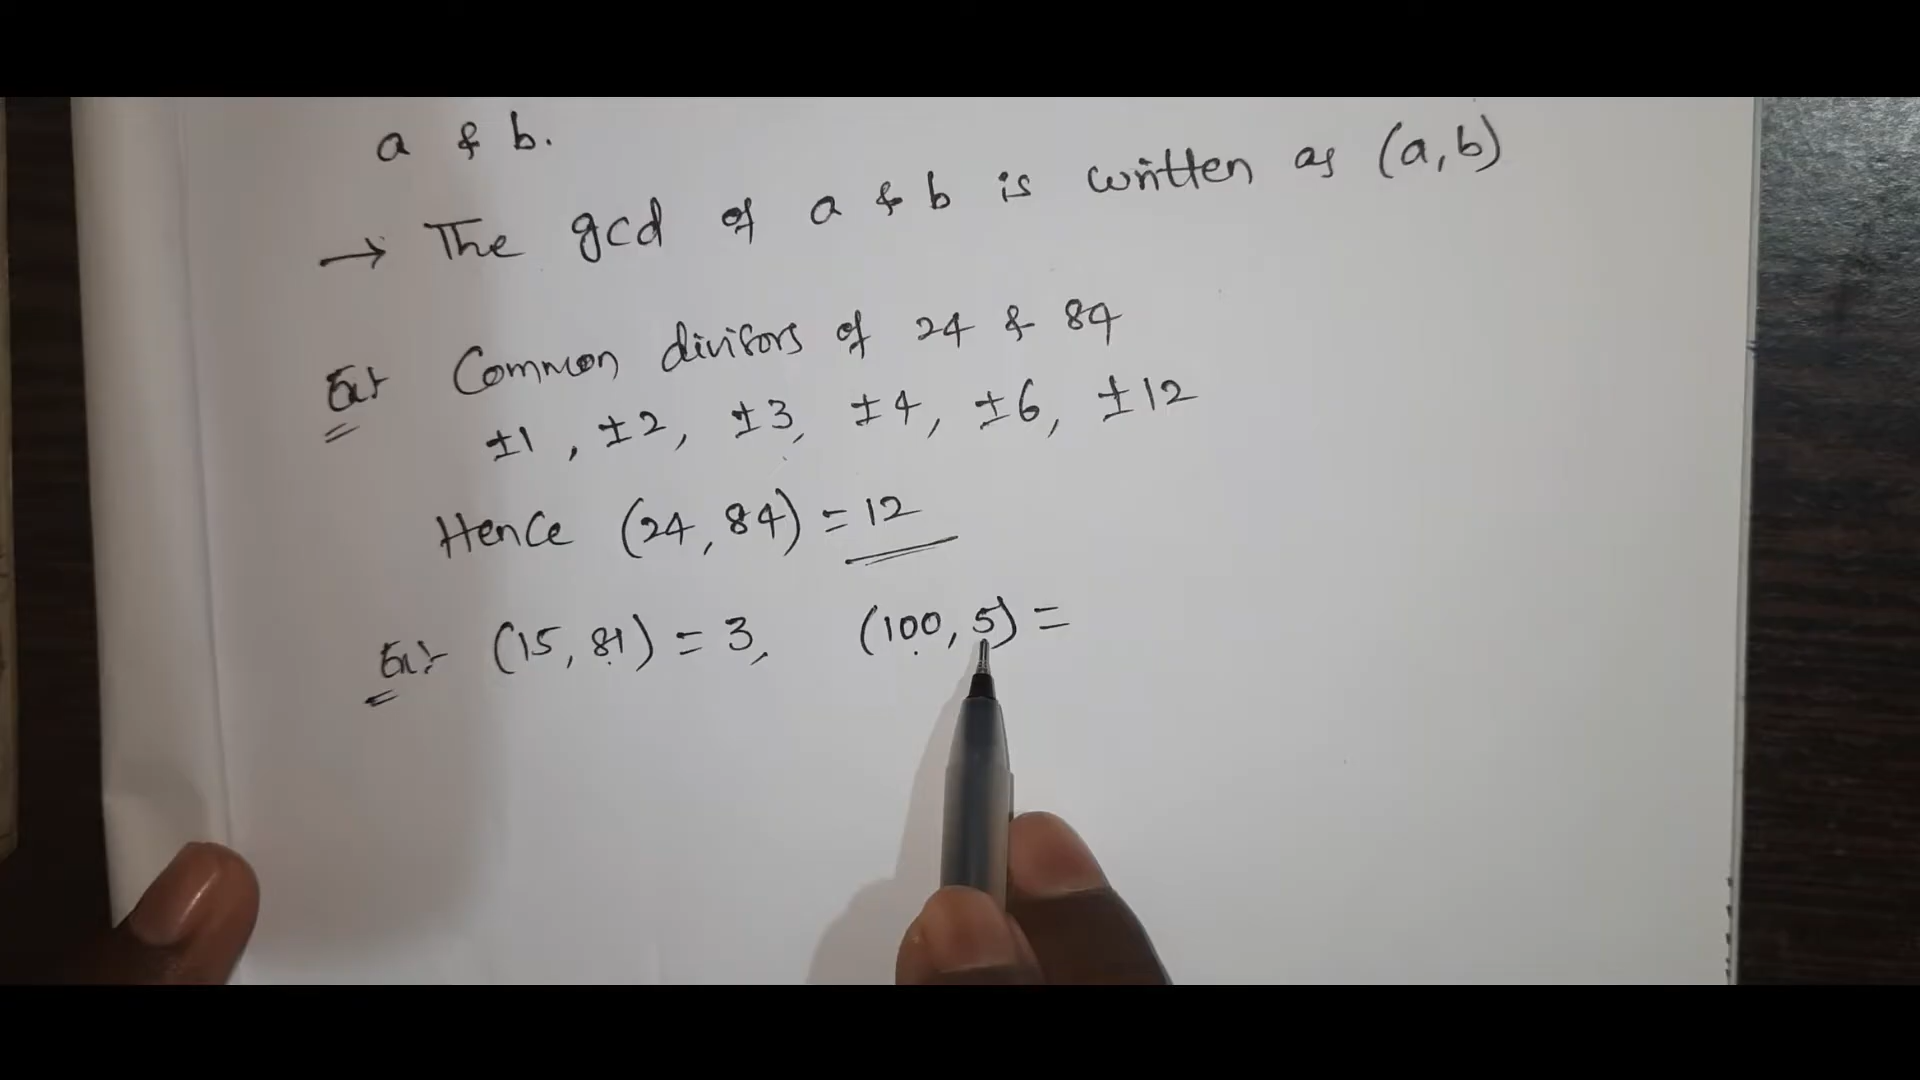 a & b.
→ The gcd of a & b is written as (a, b)
Ex:- Common divisors of 24 & 84
±1, ±2, ±3, ±4, ±6, ±12
Hence (24, 84) = 12
Ex:- (15, 81) = 3, (100, 5) =